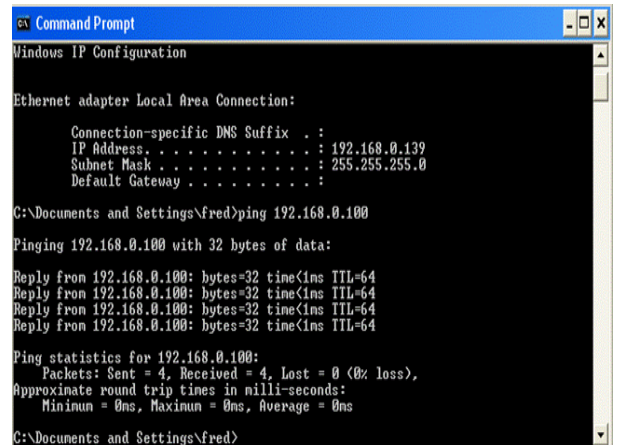 Command Prompt
Windows IP Configuration
Ethernet adapter Local Area Connection:
Connection-specific DNS Suffix . :
IP Address. . . . . . . . . . . . : 192.168.0.139
Subnet Mask . . . . . . . . . . . : 255.255.255.0
Default Gateway . . . . . . . . . :
C:\Documents and Settings\fred>ping 192.168.0.100
Pinging 192.168.0.100 with 32 bytes of data:
Reply from 192.168.0.100: bytes=32 time<1ms TTL=64
Reply from 192.168.0.100: bytes=32 time<1ms TTL=64
Reply from 192.168.0.100: bytes=32 time<1ms TTL=64
Reply from 192.168.0.100: bytes=32 time<1ms TTL=64
Ping statistics for 192.168.0.100:
Packets: Sent = 4, Received = 4, Lost = 0 (0% loss),
Approximate round trip times in milli-seconds:
Minimum = 0ms, Maximum = 0ms, Average = 0ms
C:\Documents and Settings\fred>